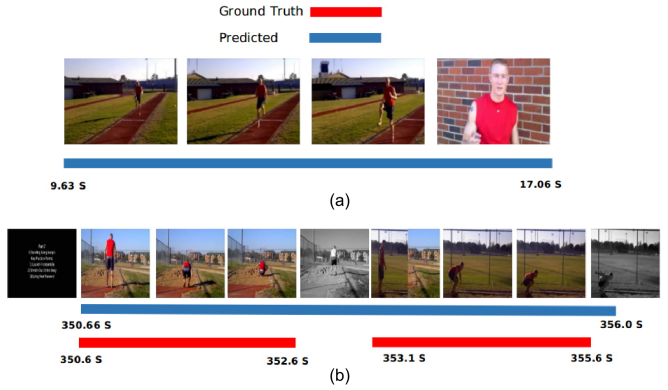 Ground Truth
Predicted
9.63 S
17.06 S
(a)
350.66 S
356.0 S
350.6 S
352.6 S
353.1 S
355.6 S
(b)